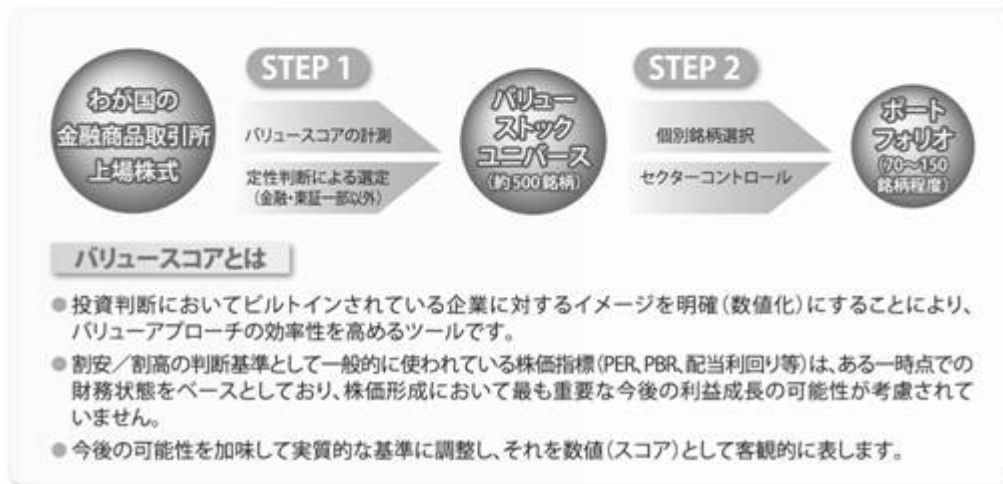 わが国の
金融商品取引所
上場株式
STEP 1
バリュースコアの計測
定性判断による選定
(金融・東証一部以外)
バリュー
ストック
ユニバース
(約500銘柄)
STEP 2
個別銘柄選択
セクターコントロール
ポート
フォリオ
(70〜150
銘柄程度)
バリュースコアとは
●投資判断においてビルトインされている企業に対するイメージを明確(数値化)にすることにより、
バリューアプローチの効率性を高めるツールです。
●割安/割高の判断基準として一般的に使われている株価指標(PER、PBR、配当利回り等)は、ある一時点での
財務状態をベースとしており、株価形成において最も重要な今後の利益成長の可能性が考慮されて
いません。
●今後の可能性を加味して実質的な基準に調整し、それを数値(スコア)として客観的に表します。